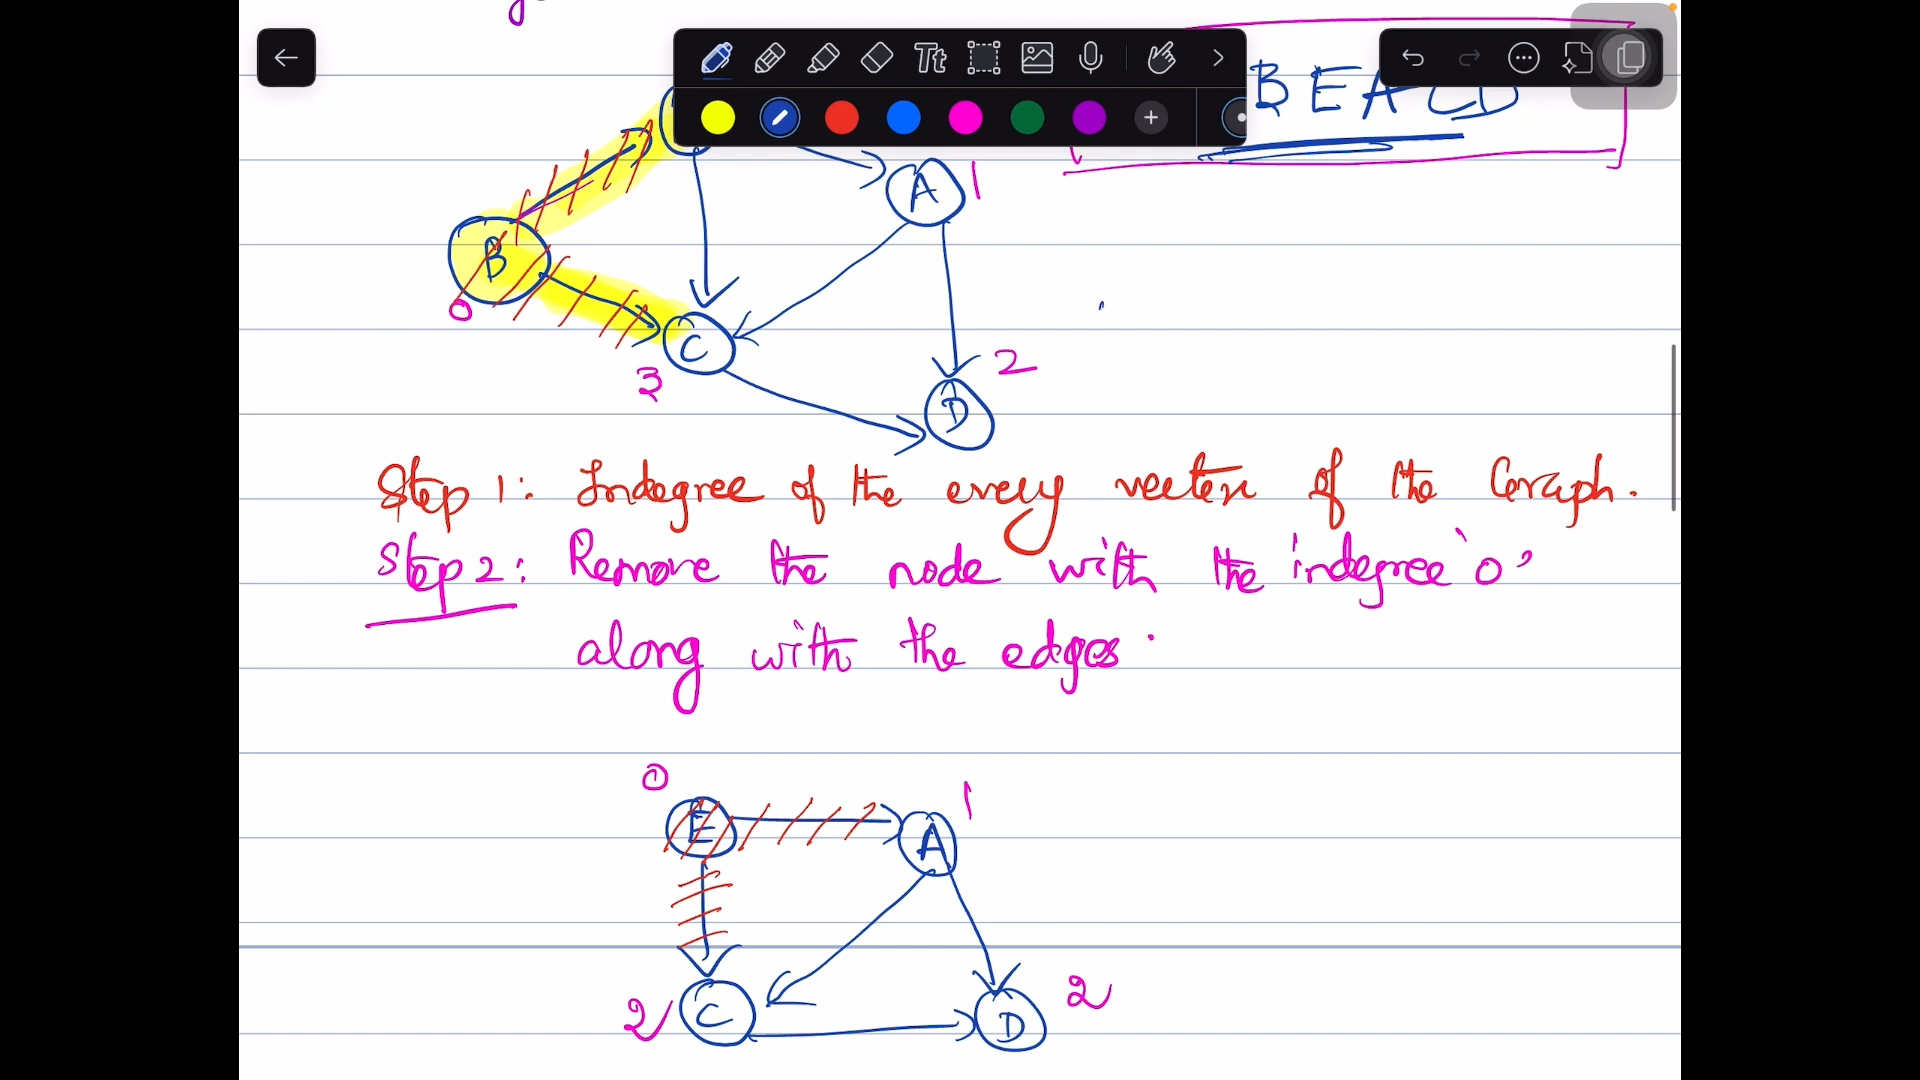 Tt
B E A C D
A 1
B
0
C
3
2
D
Step 1: Indegree of the every vertex of the Graph.
Step 2: Remove the node with the indegree '0'
along with the edges.
0
E
A 1
2 C
D 2